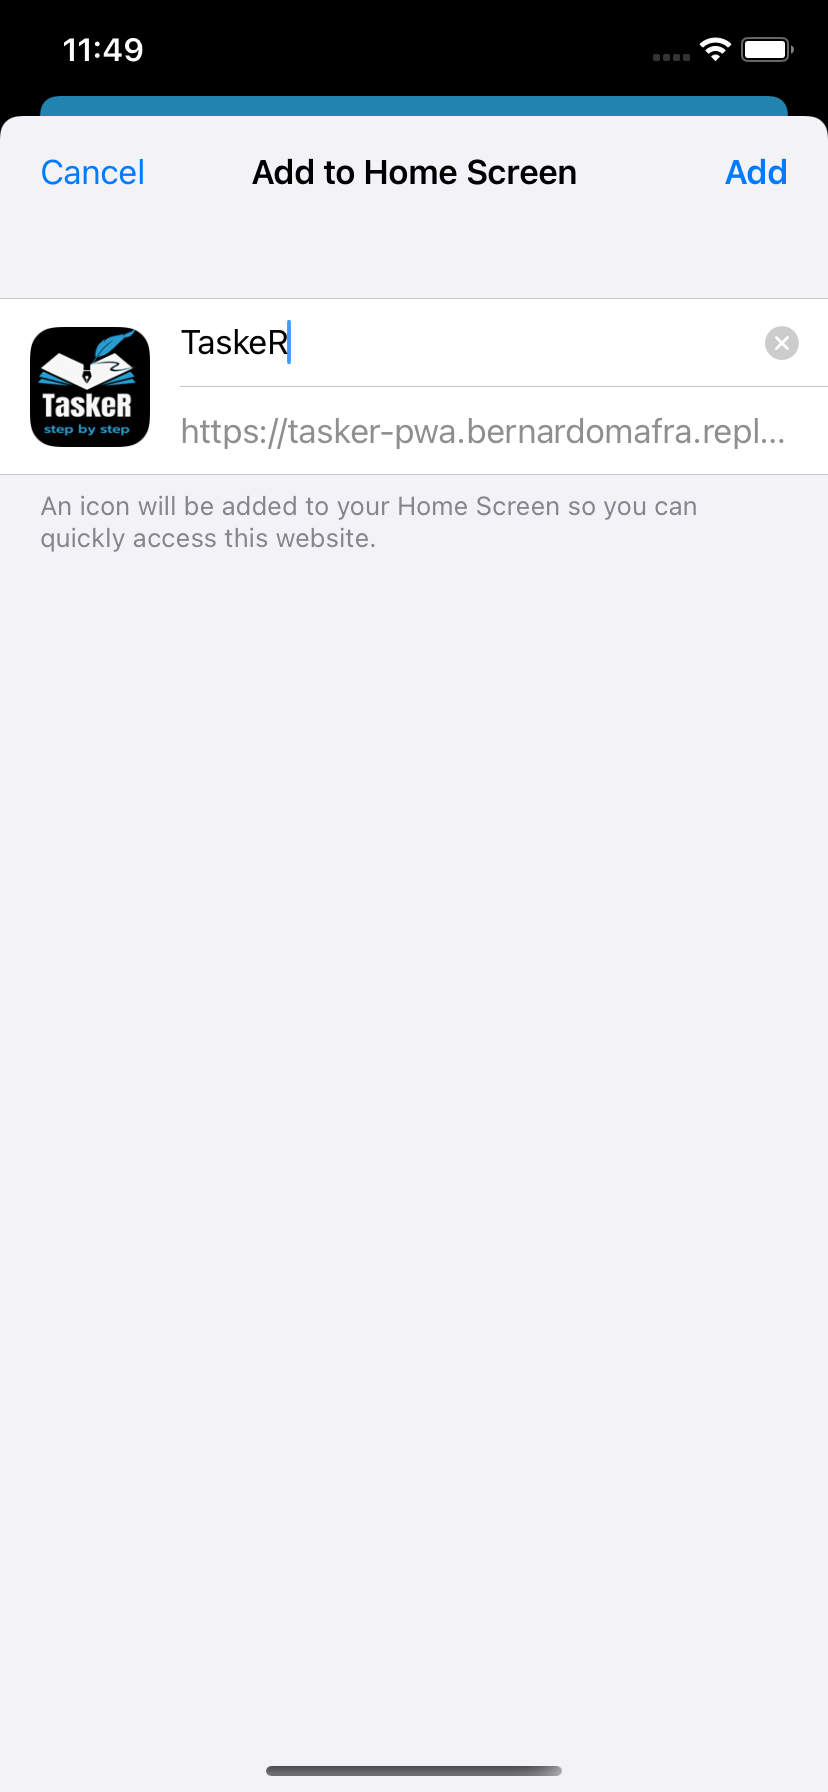 11:49
Cancel
Add to Home Screen
Add
TaskeR
TaskeR
step by step
https://tasker-pwa.bernardomafra.repl...
An icon will be added to your Home Screen so you can
quickly access this website.